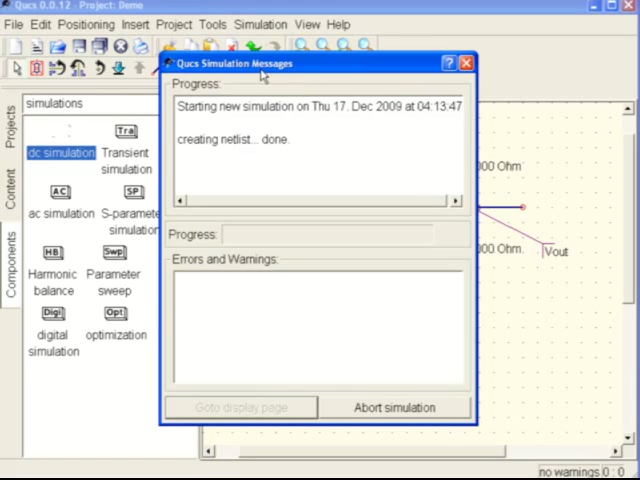 Qucs 0.0.12 - Project: Demo
File Edit Positioning Insert Project Tools Simulation View Help
Qucs Simulation Messages
Progress:
Starting new simulation on Thu 17. Dec 2009 at 04:13:47
creating netlist... done.
Progress:
Errors and Warnings:
Goto display page
Abort simulation
Projects
Content
Components
simulations
Tra
dc simulation
Transient
simulation
AC
SP
ac simulation
S-paramete
simulation
HB
Swp
Harmonic
balance
Parameter
sweep
Digi
Opt
digital
simulation
optimization
000 Ohm
000 Ohm
Vout
no warnings
0 : 0